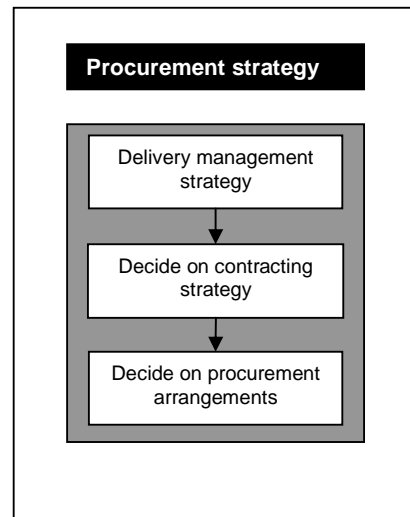 Procurement strategy
Delivery management
strategy
Decide on contracting
strategy
Decide on procurement
arrangements